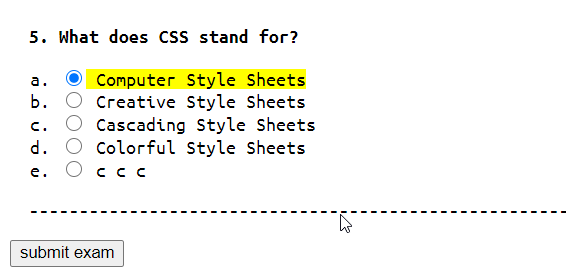 5. What does CSS stand for?
a. Computer Style Sheets
b. Creative Style Sheets
c. Cascading Style Sheets
d. Colorful Style Sheets
e. c c c
--------------------------------------------------------
submit exam